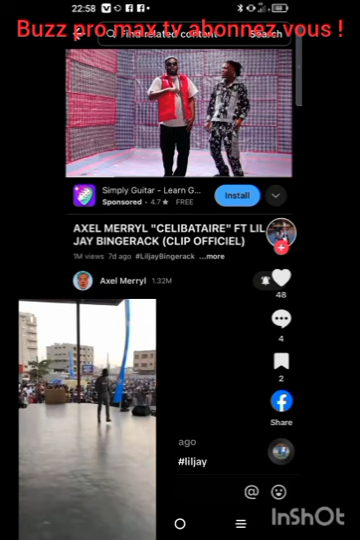 22:58
Buzz pro max tv abonnez vous !
Find related content
Search
Simply Guitar - Learn G...
Sponsored • 4.7★ FREE
Install
AXEL MERRYL "CELIBATAIRE" FT LIL
JAY BINGERACK (CLIP OFFICIEL)
1M views 7d ago #LiljayBingerack ...more
Axel Merryl 1.32M
48
4
2
Share
ago
#liljay
@
InShOt